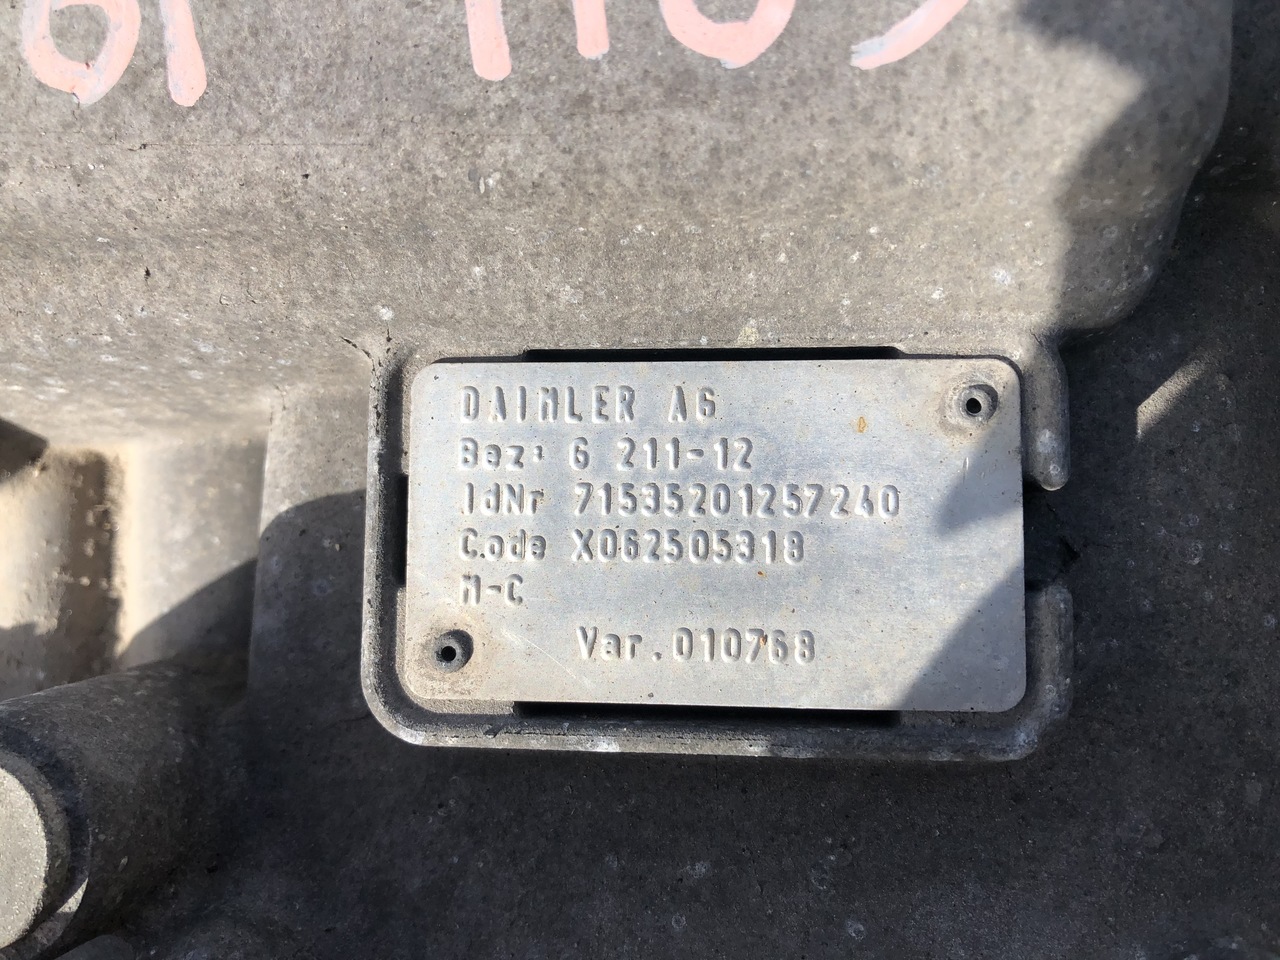 DAIMLER AG
Bez: G 211-12
IdNr 71535201257240
Code X062505318
M-C
Var.010768